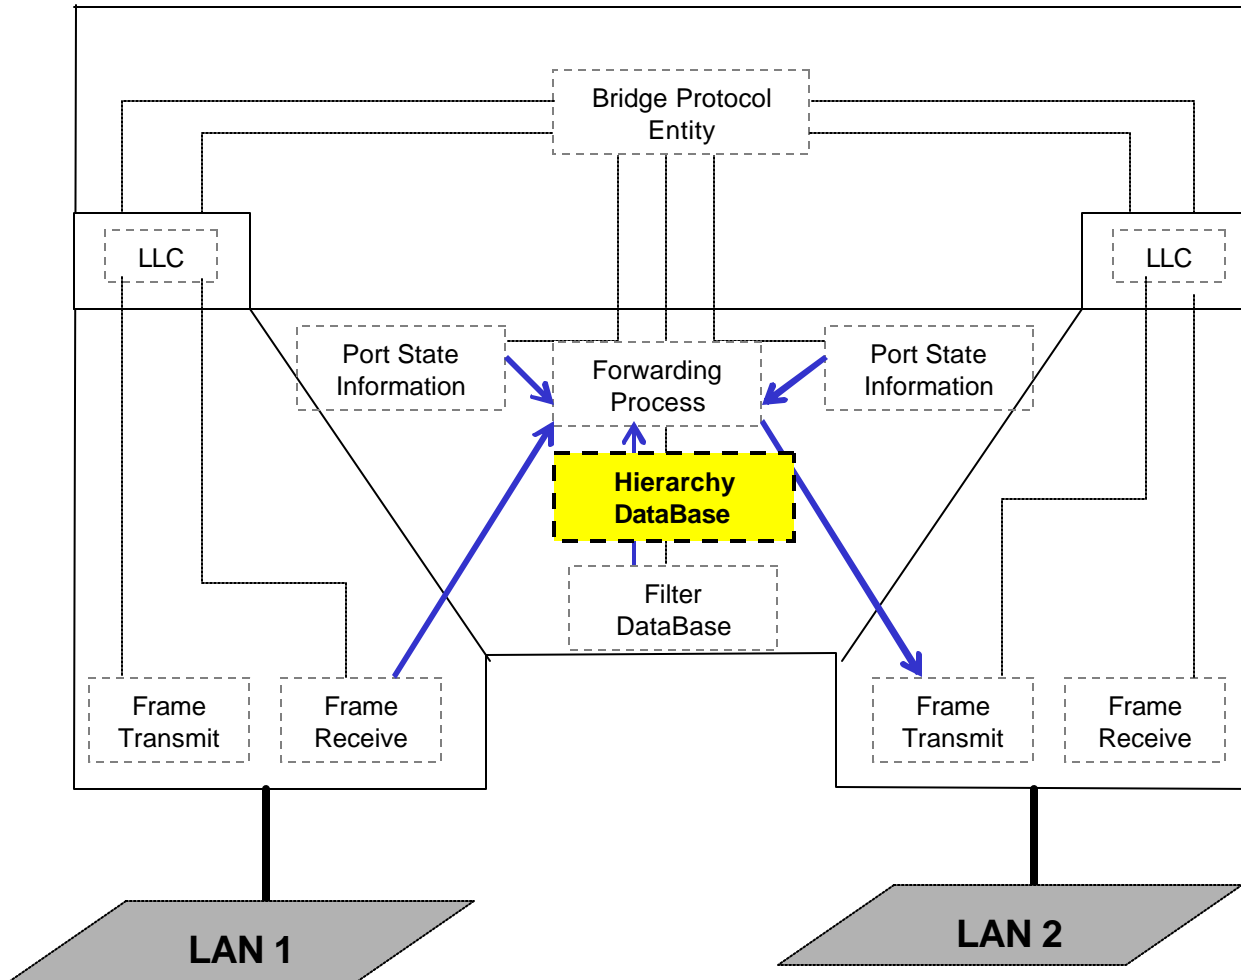 Bridge Protocol
Entity
LLC
LLC
Port State
Information
Forwarding
Process
Port State
Information
Hierarchy
DataBase
Filter
DataBase
Frame
Transmit
Frame
Receive
Frame
Transmit
Frame
Receive
LAN 1
LAN 2